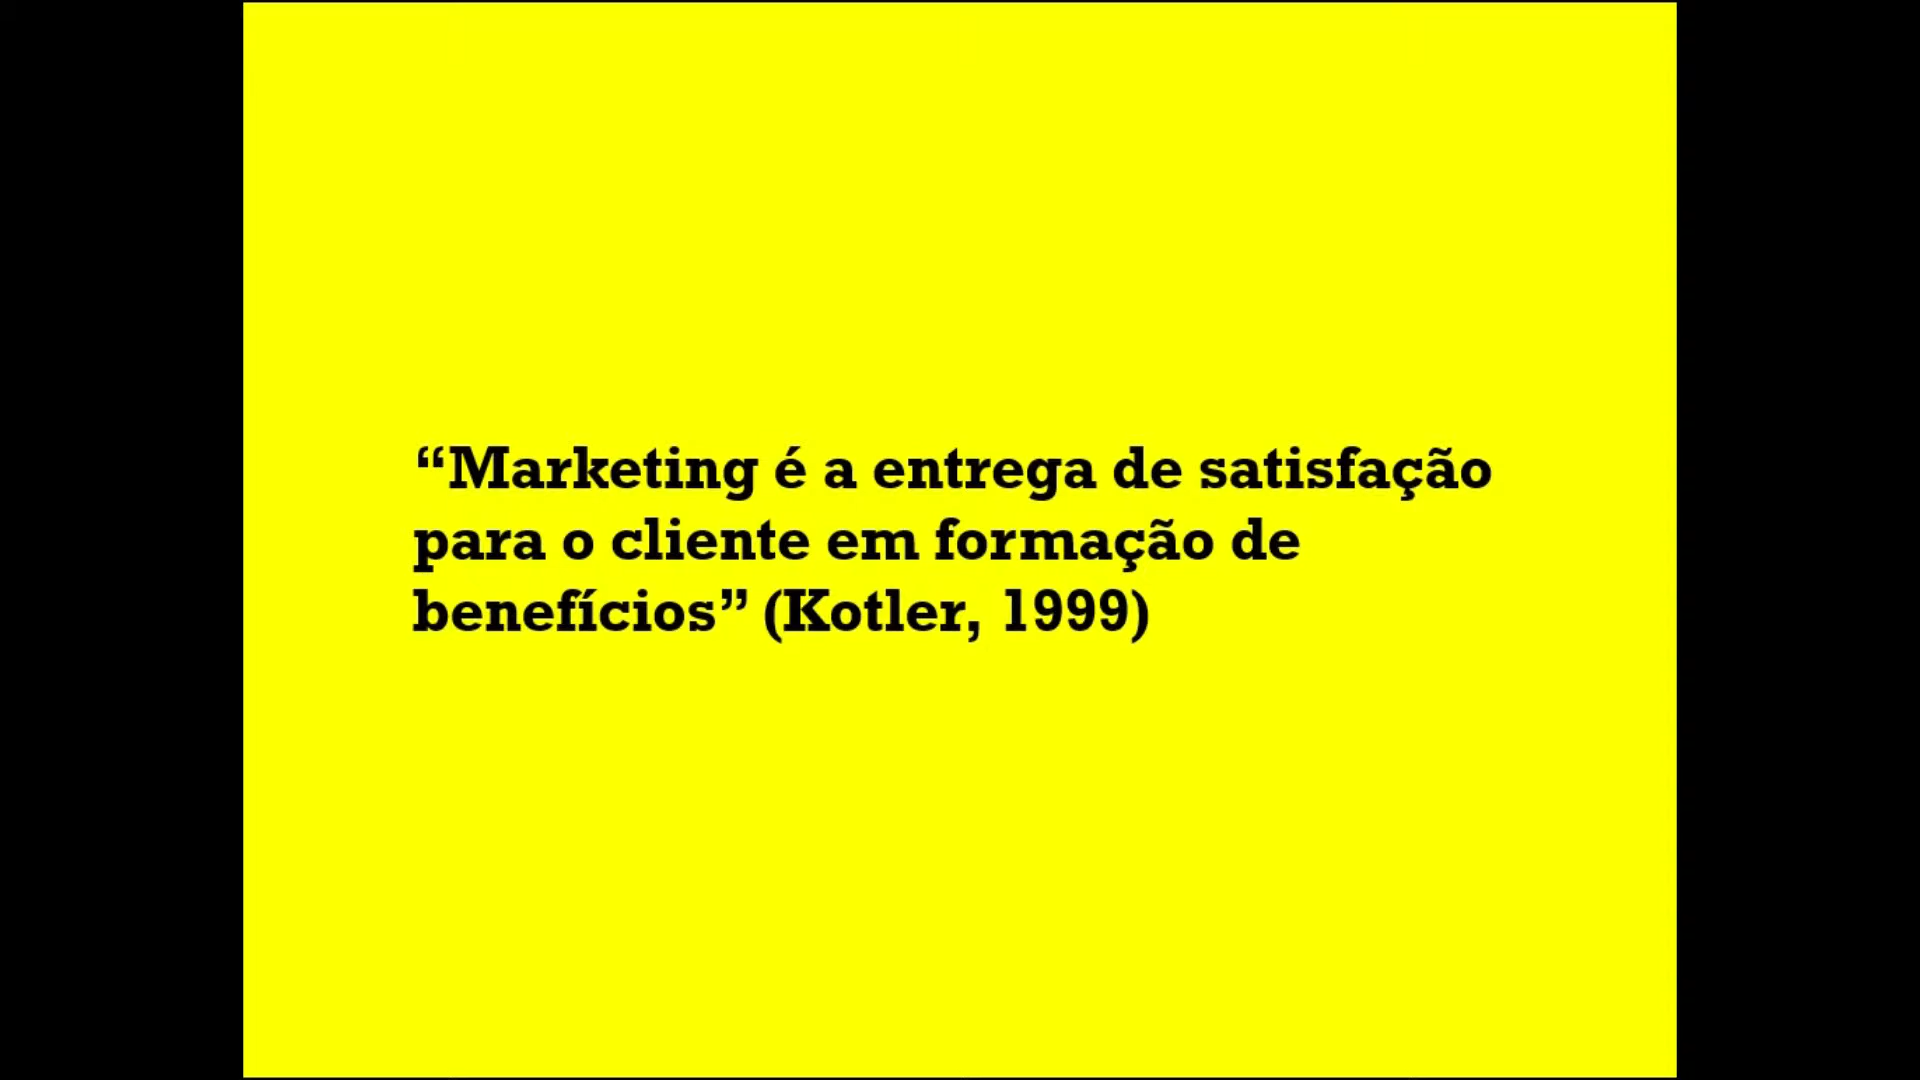 “Marketing é a entrega de satisfação
para o cliente em formação de
benefícios” (Kotler, 1999)